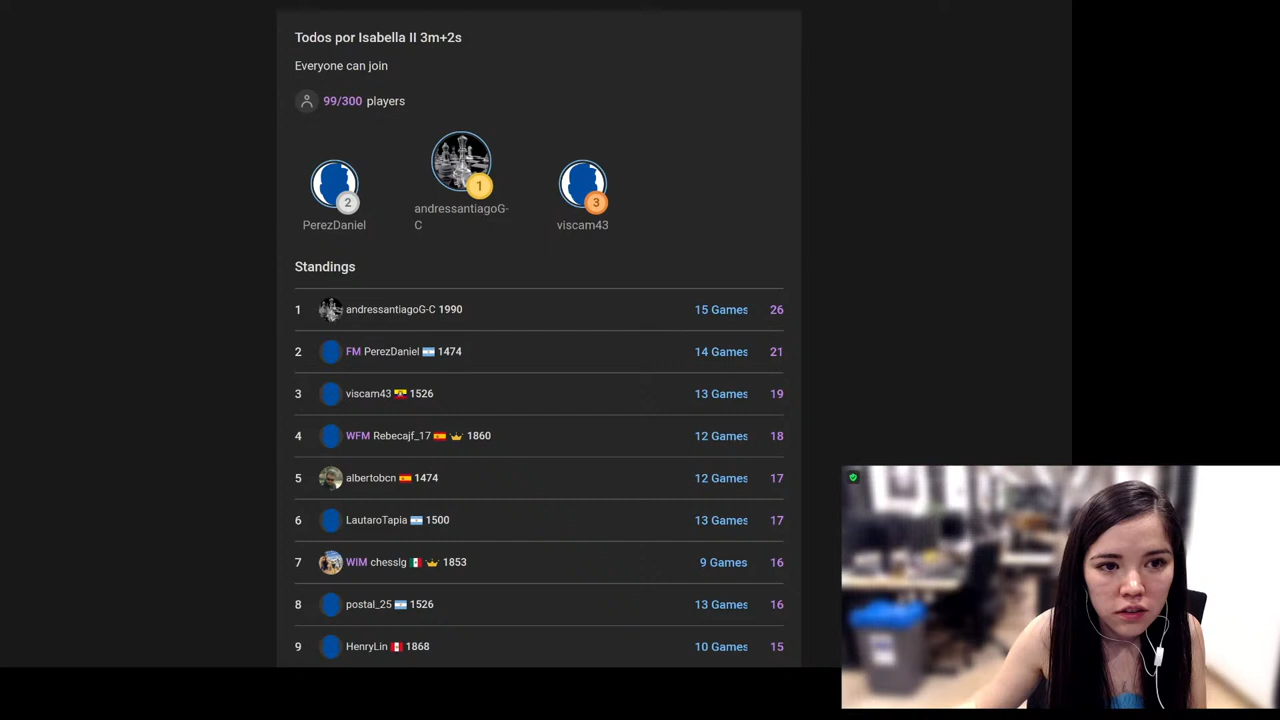 Todos por Isabella II 3m+2s
Everyone can join
99/300 players
2
1
3
PerezDaniel
andressantiagoG-
C
viscam43
Standings
1 andressantiagoG-C 1990 15 Games 26
2 FM PerezDaniel 1474 14 Games 21
3 viscam43 1526 13 Games 19
4 WFM Rebecajf_17 1860 12 Games 18
5 albertobcn 1474 12 Games 17
6 LautaroTapia 1500 13 Games 17
7 WIM chesslg 1853 9 Games 16
8 postal_25 1526 13 Games 16
9 HenryLin 1868 10 Games 15